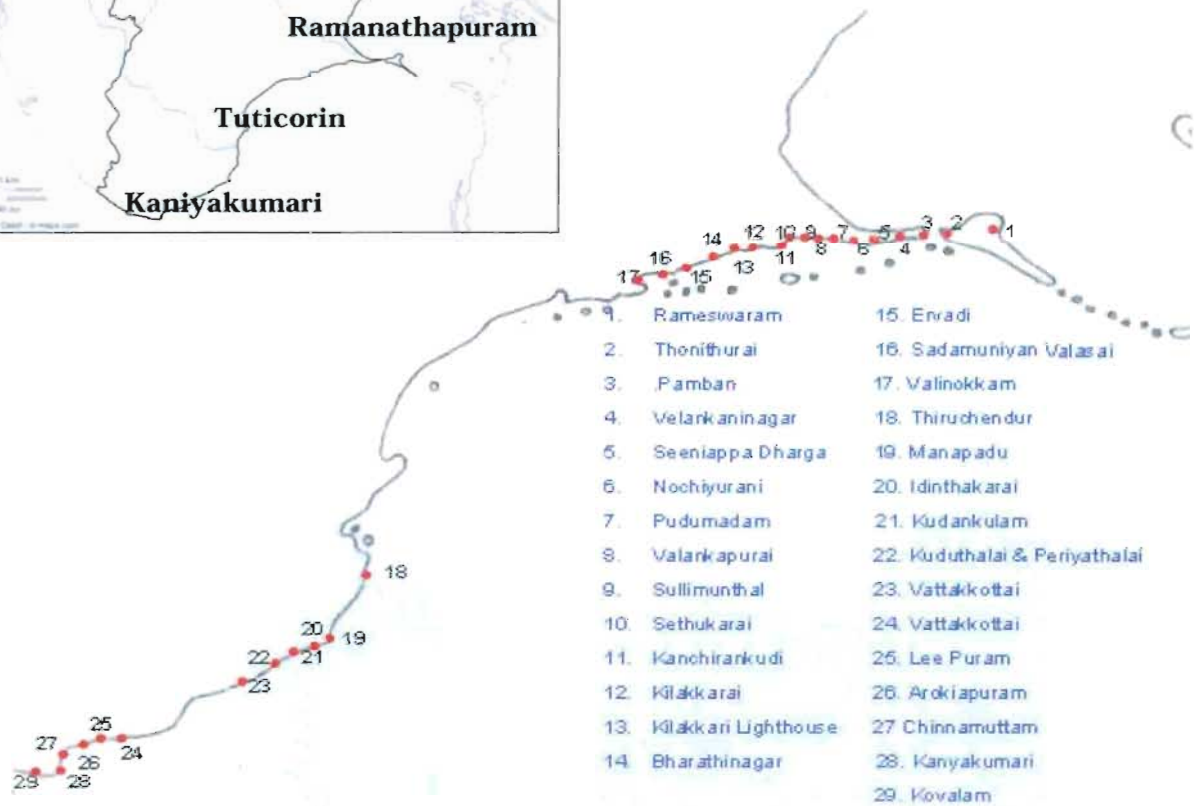 Ramanathapuram
Tuticorin
Kaniyakumari
1
2
3
4
5
6
7
8
9
10
11
12
13
14
15
16
17
18
19
20
21
22
23
24
25
26
27
28
29
1. Rameswaram
2. Thonithurai
3. .Pamban
4. Velankaninagar
5. Seeniappa Dharga
6. Nochiyurani
7. Pudumadam
8. Valankapurai
9. Sullimunthal
10. Sethukarai
11. Kanchirankudi
12. Kilakkarai
13. Kilakkari Lighthouse
14. Bharathinagar
15. Ervadi
16. Sadamuniyan Valasai
17. Valinokkam
18. Thiruchendur
19. Manapadu
20. Idinthakarai
21. Kudankulam
22. Kuduthalai & Periyathalai
23. Vattakkottai
24. Vattakkottai
25. Lee Puram
26. Arokiapuram
27 Chinnamuttam
28. Kanyakumari
29. Kovalam